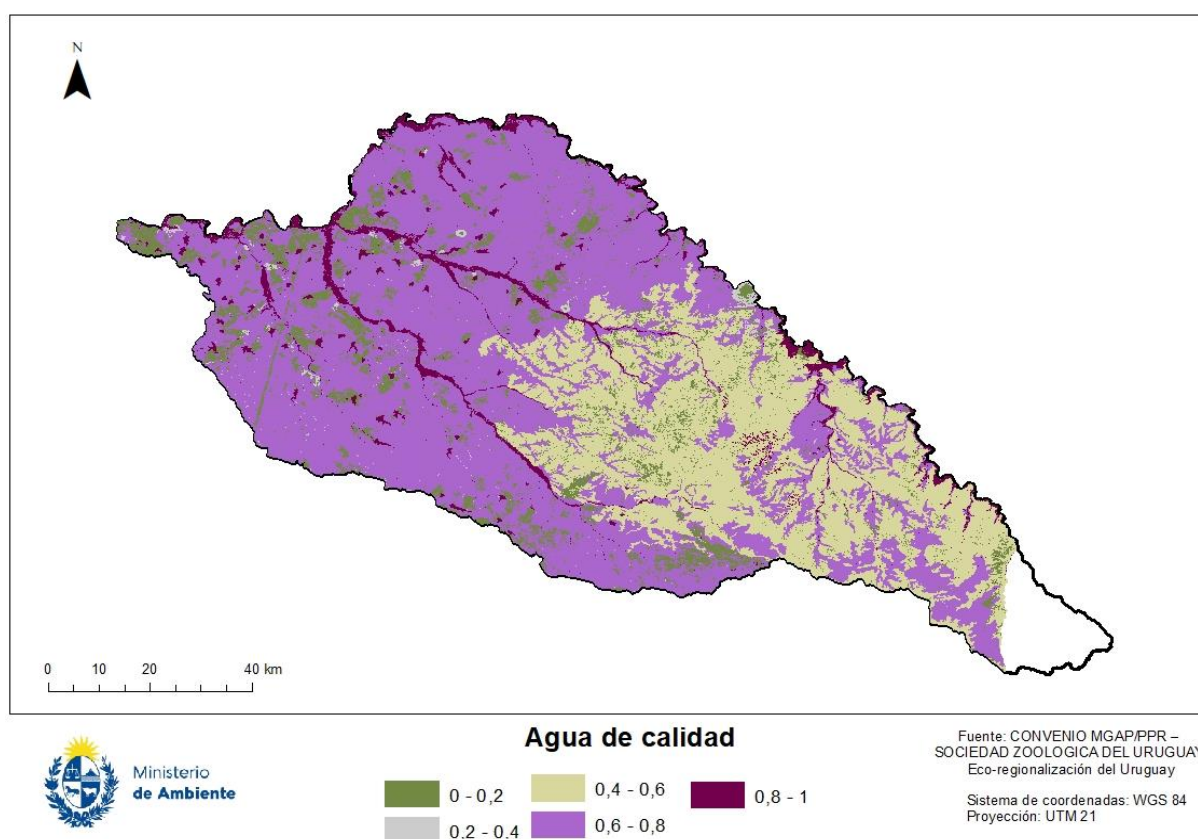 N
0 10 20 40 km
Agua de calidad
Ministerio
de Ambiente
0 - 0,2
0,2 - 0,4
0,4 - 0,6
0,6 - 0,8
0,8 - 1
Fuente: CONVENIO MGAP/PPR –
SOCIEDAD ZOOLOGICA DEL URUGUAY
Eco-regionalización del Uruguay
Sistema de coordenadas: WGS 84
Proyección: UTM 21